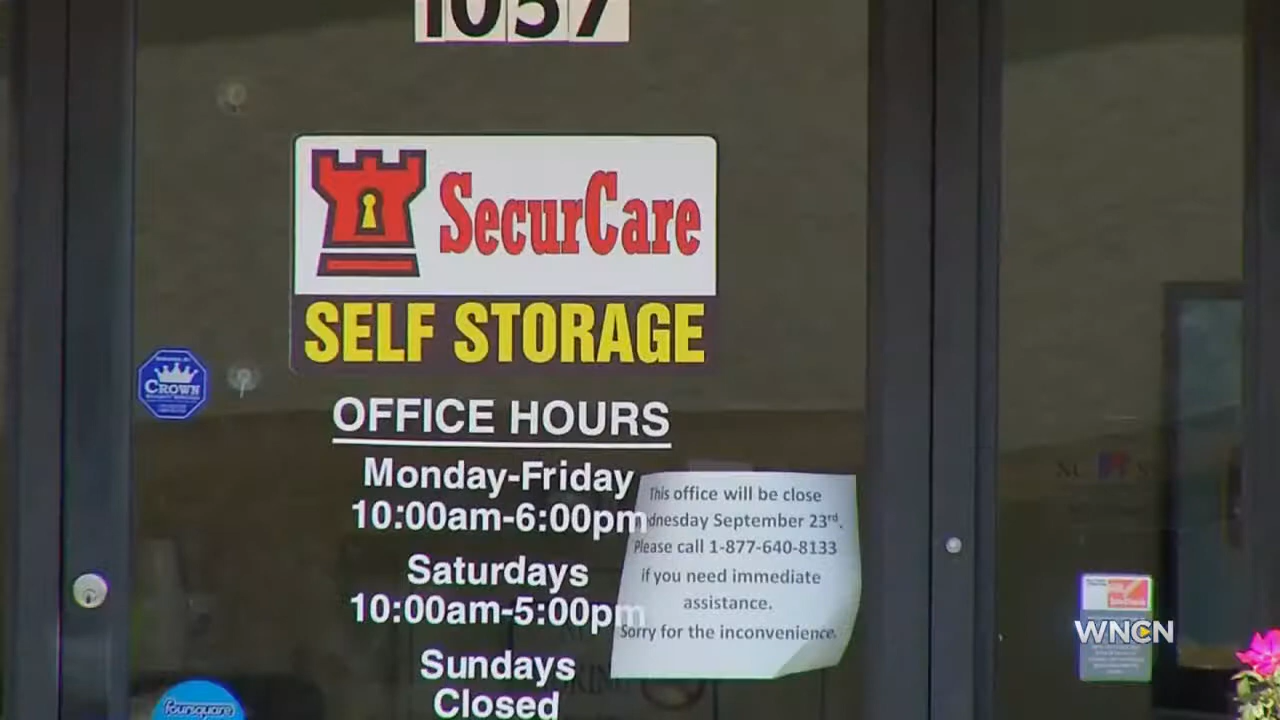 1057
SecurCare
SELF STORAGE
CROWN
OFFICE HOURS
Monday-Friday
10:00am-6:00pm
Saturdays
10:00am-5:00pm
Sundays
Closed
This office will be close
dnesday September 23rd.
Please call 1-877-640-8133
if you need immediate
assistance.
Sorry for the inconvenience.
foursquare
WNCN